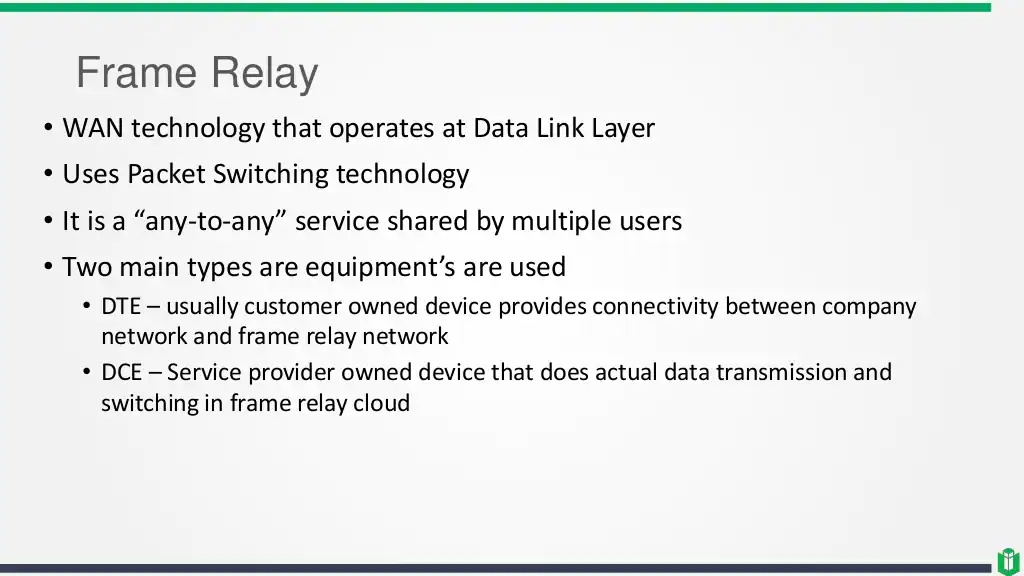 Frame Relay
• WAN technology that operates at Data Link Layer
• Uses Packet Switching technology
• It is a “any-to-any” service shared by multiple users
• Two main types are equipment’s are used
• DTE – usually customer owned device provides connectivity between company
network and frame relay network
• DCE – Service provider owned device that does actual data transmission and
switching in frame relay cloud